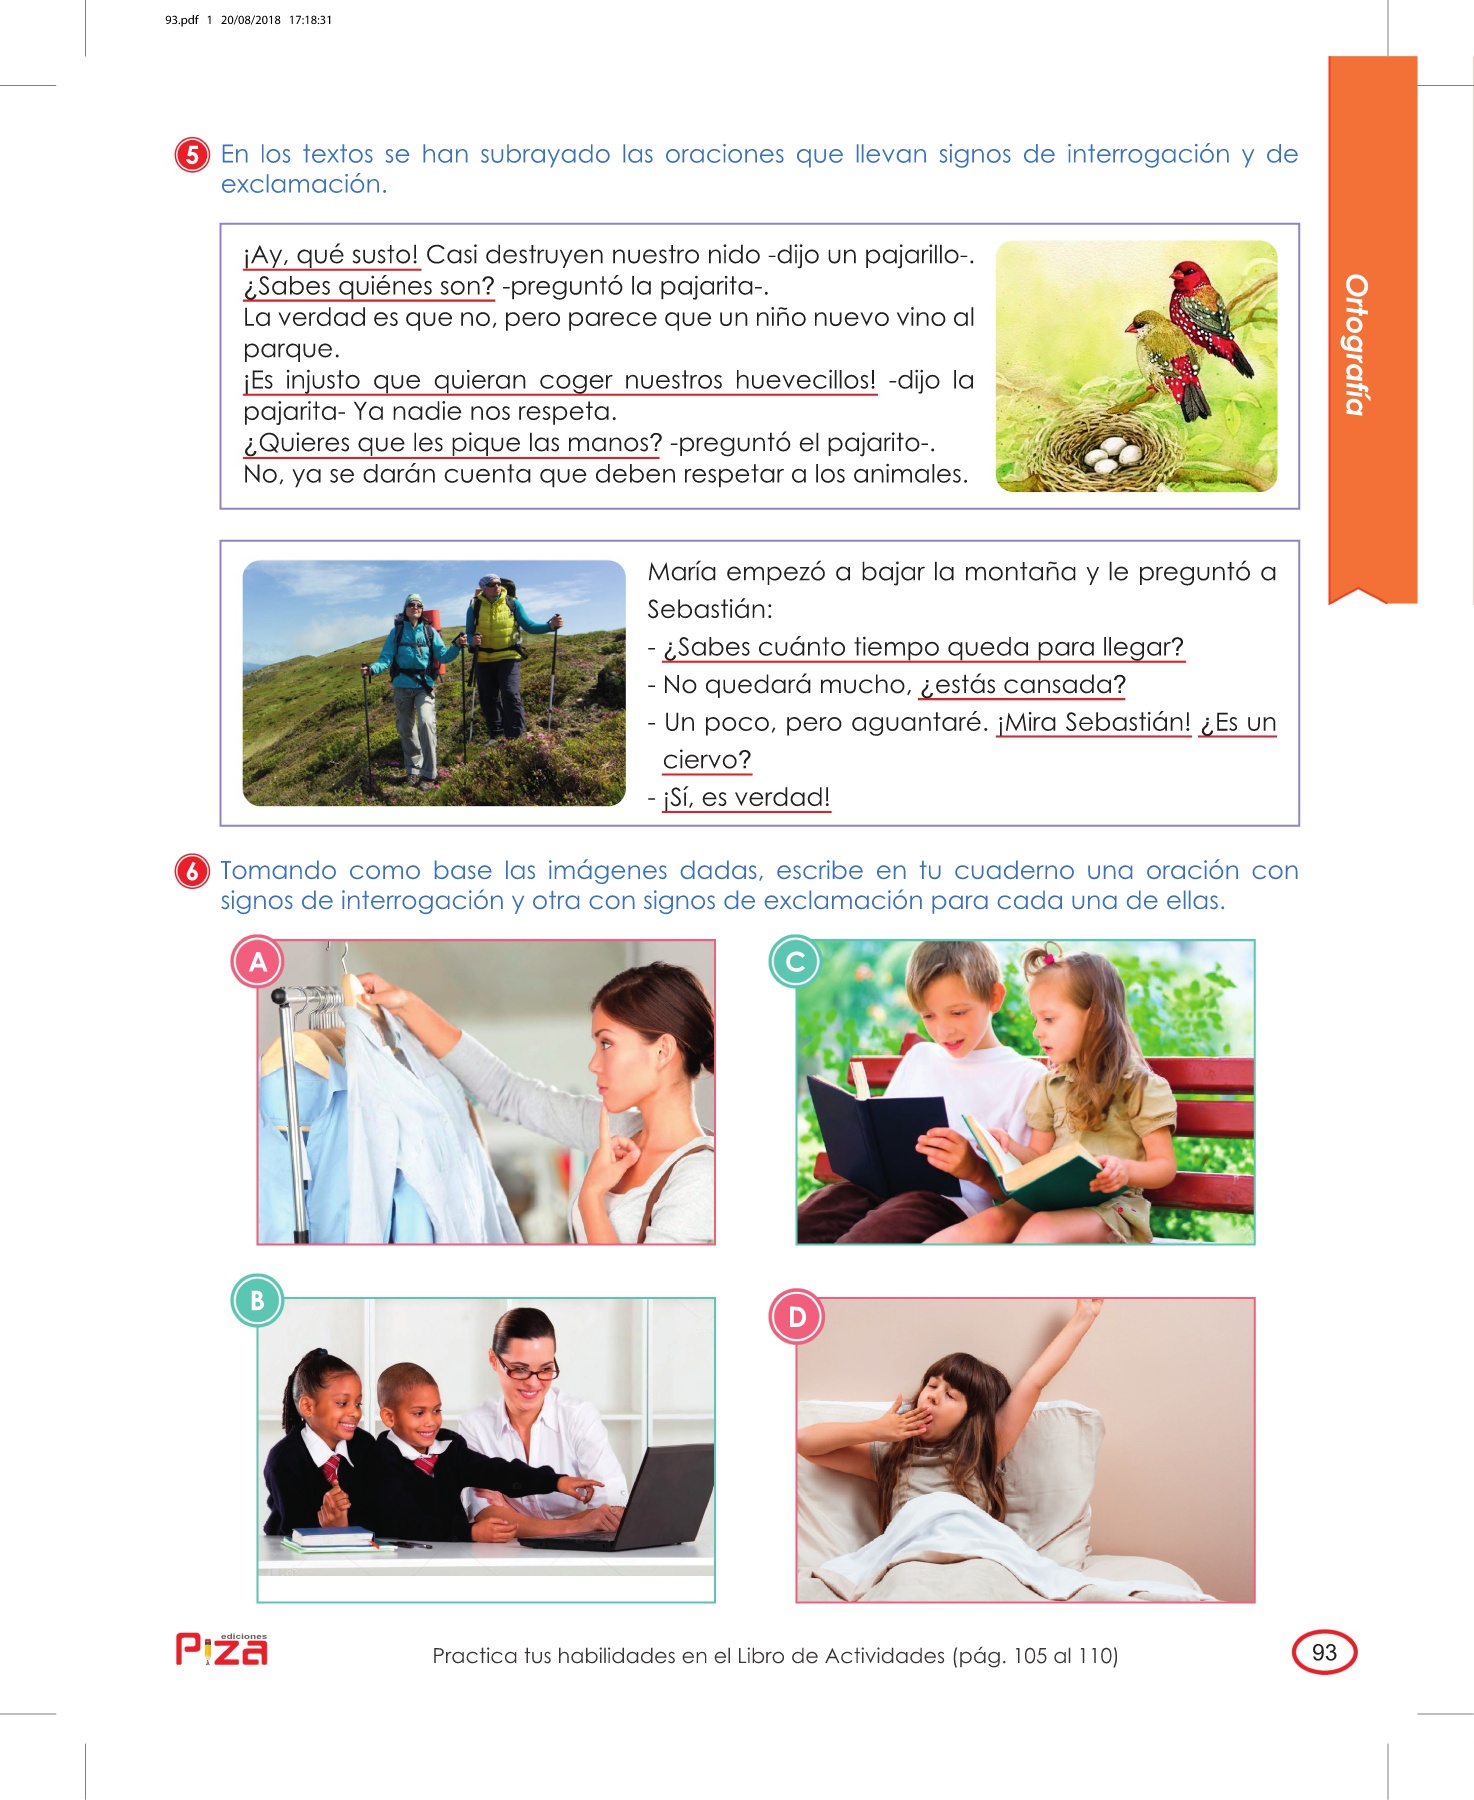 93.pdf 1 20/08/2018 17:18:31
5 En los textos se han subrayado las oraciones que llevan signos de interrogación y de
exclamación.
¡Ay, qué susto! Casi destruyen nuestro nido -dijo un pajarillo-.
¿Sabes quiénes son? -preguntó la pajarita-.
La verdad es que no, pero parece que un niño nuevo vino al
parque.
¡Es injusto que quieran coger nuestros huevecillos! -dijo la
pajarita- Ya nadie nos respeta.
¿Quieres que les pique las manos? -preguntó el pajarito-.
No, ya se darán cuenta que deben respetar a los animales.
Ortografía
María empezó a bajar la montaña y le preguntó a
Sebastián:
- ¿Sabes cuánto tiempo queda para llegar?
- No quedará mucho, ¿estás cansada?
- Un poco, pero aguantaré. ¡Mira Sebastián! ¿Es un
ciervo?
- ¡Sí, es verdad!
6 Tomando como base las imágenes dadas, escribe en tu cuaderno una oración con
signos de interrogación y otra con signos de exclamación para cada una de ellas.
A
C
B
D
ediciones
Piza
Practica tus habilidades en el Libro de Actividades (pág. 105 al 110)
93